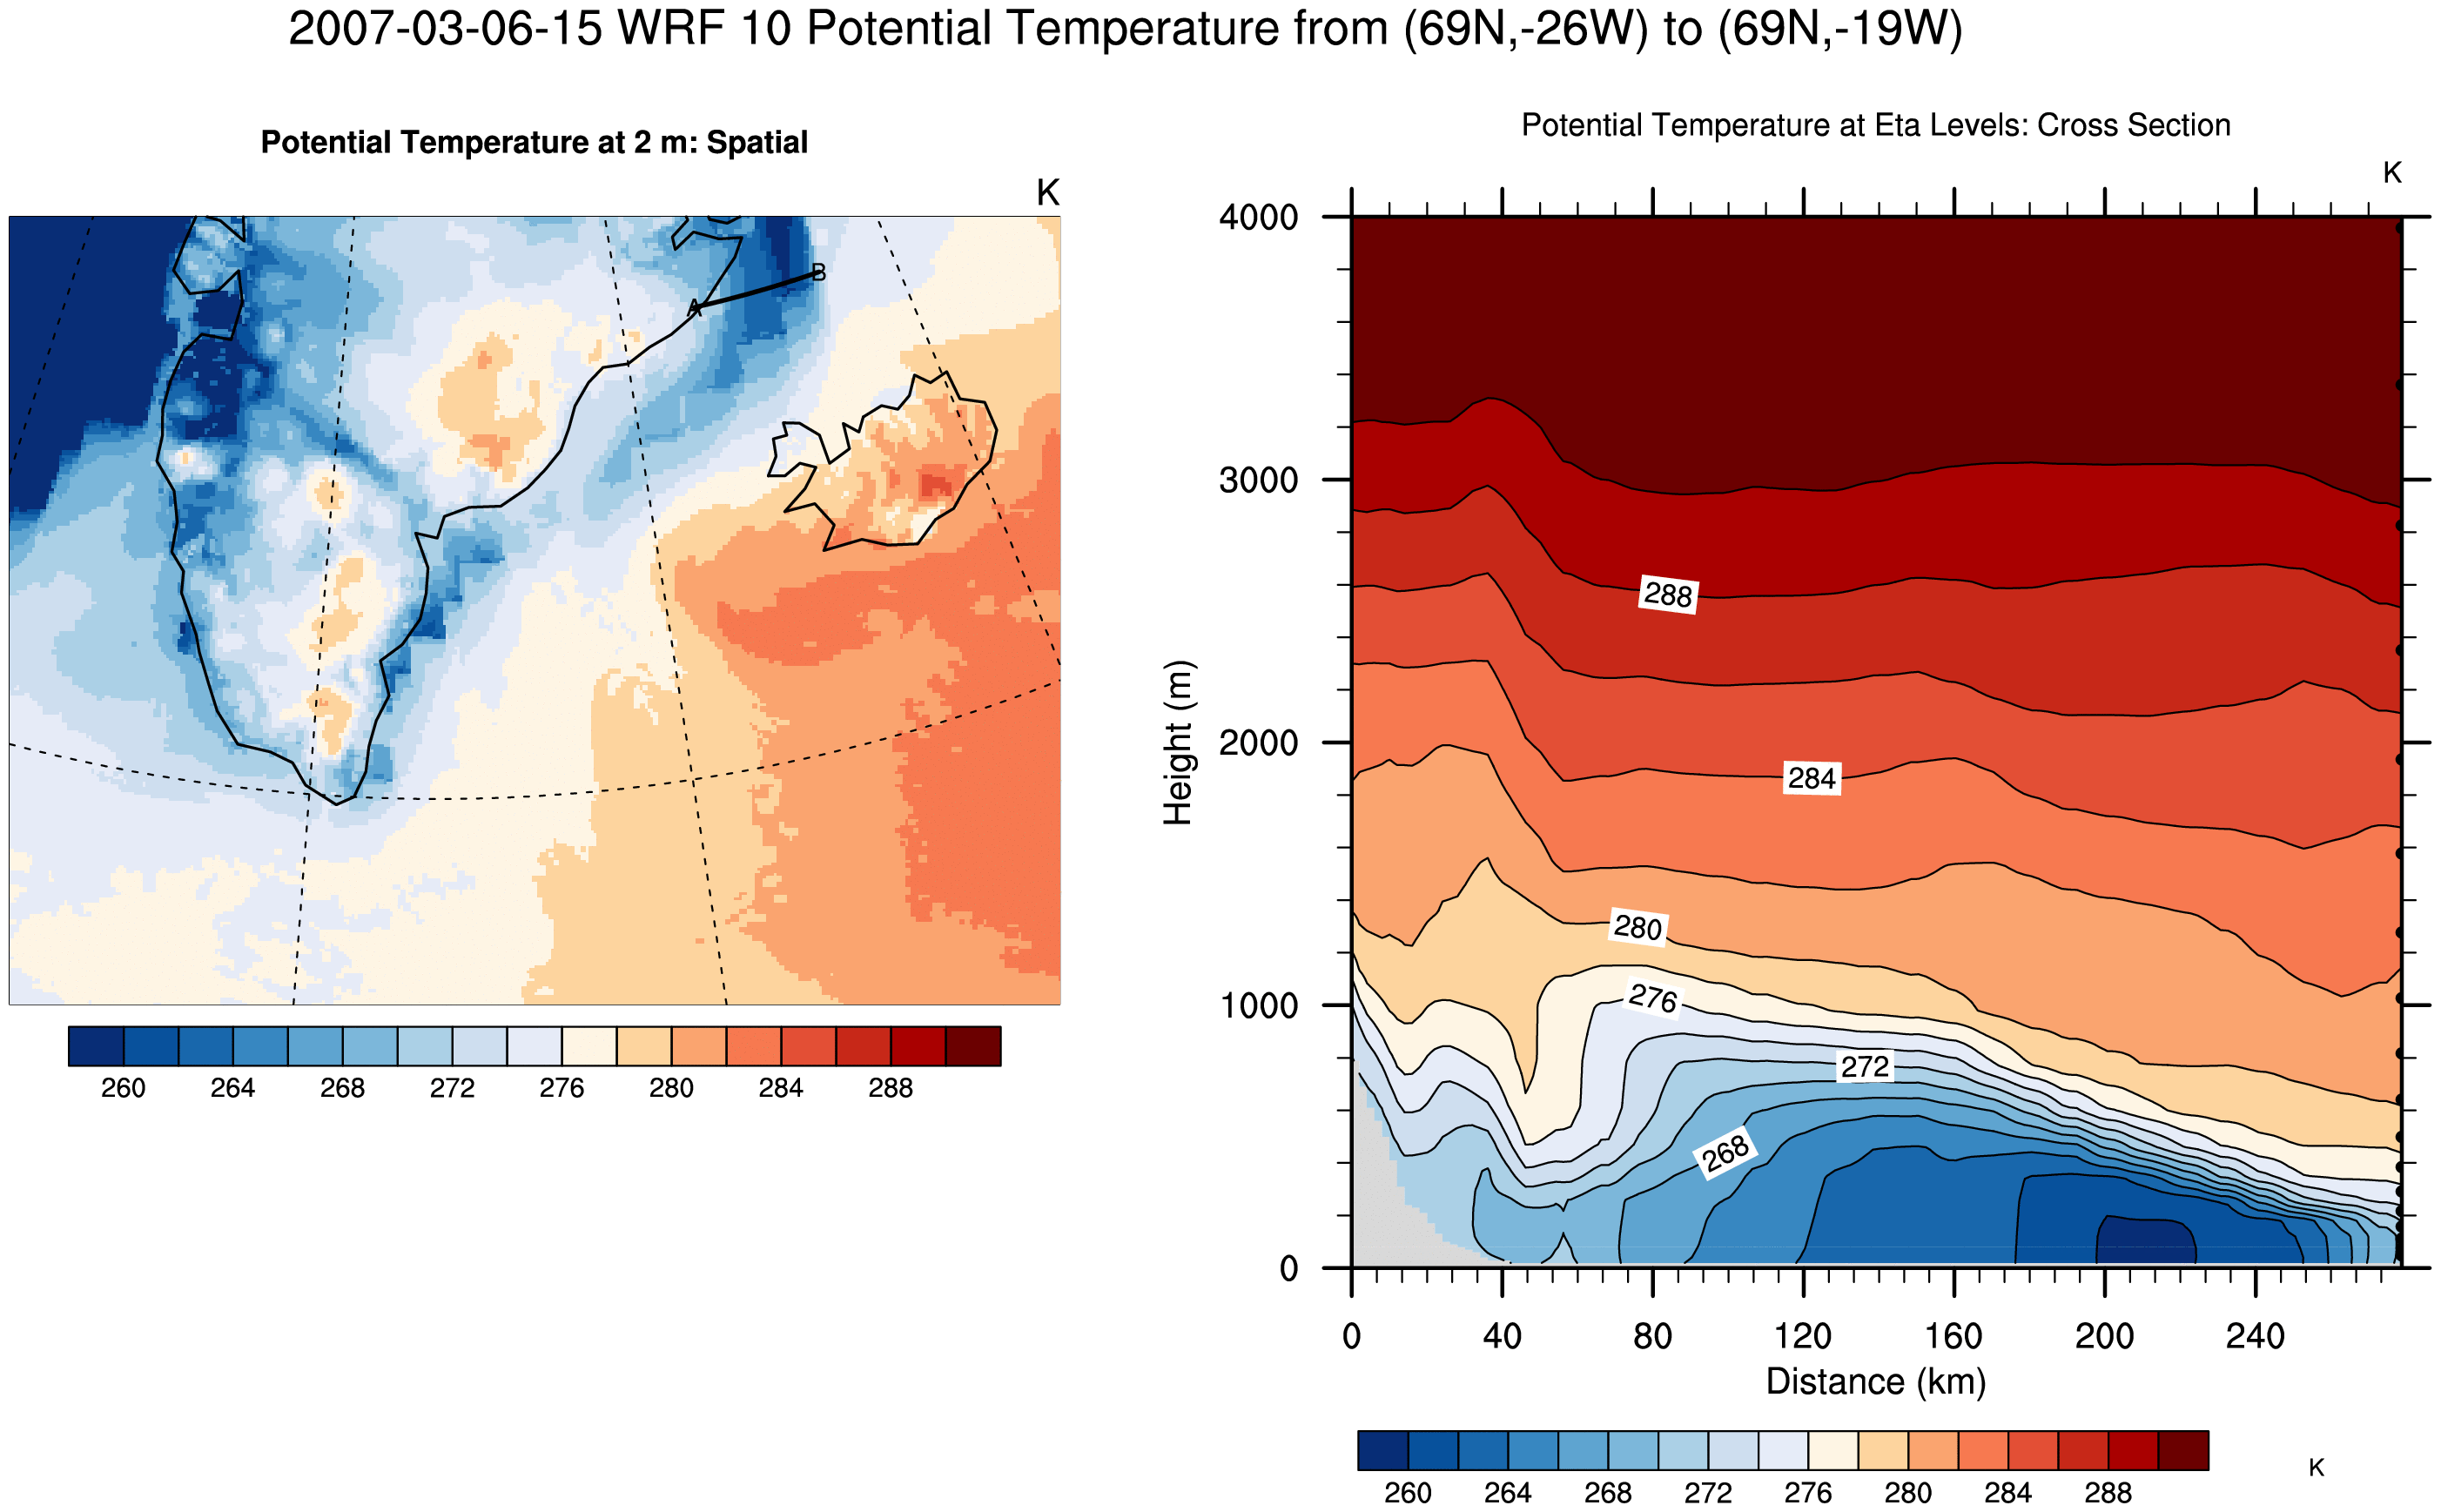 2007-03-06-15 WRF 10 Potential Temperature from (69N,-26W) to (69N,-19W)
Potential Temperature at 2 m: Spatial
K
A
B
260 264 268 272 276 280 284 288
Potential Temperature at Eta Levels: Cross Section
K
4000
3000
2000
1000
0
Height (m)
288
284
280
276
272
268
0 40 80 120 160 200 240
Distance (km)
260 264 268 272 276 280 284 288
K